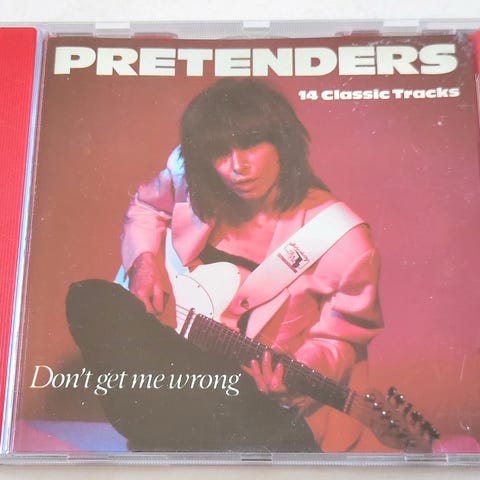 PRETENDERS
14 Classic Tracks
Don't get me wrong